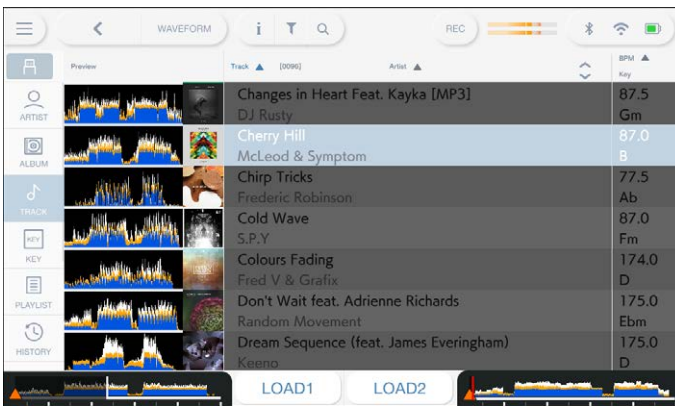 WAVEFORM
REC
Preview
Track
[0096]
Artist
BPM
Key
ARTIST
ALBUM
TRACK
KEY
KEY
PLAYLIST
HISTORY
Changes in Heart Feat. Kayka [MP3]
87.5
DJ Rusty
Gm
Cherry Hill
87.0
McLeod & Symptom
B
Chirp Tricks
77.5
Frederic Robinson
Ab
Cold Wave
87.0
S.P.Y
Fm
Colours Fading
174.0
Fred V & Grafix
D
Don't Wait feat. Adrienne Richards
175.0
Random Movement
Ebm
Dream Sequence (feat. James Everingham)
175.0
Keeno
D
LOAD1
LOAD2